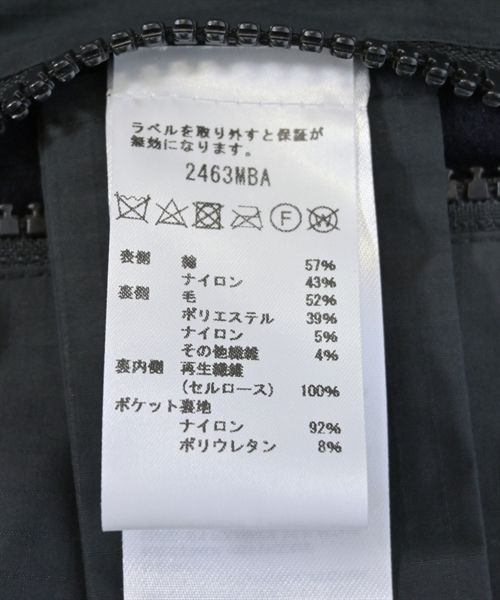 ラベルを取り外すと保証が
無効になります。
2463MBA
F W
表側 綿 57%
ナイロン 43%
裏側 毛 52%
ポリエステル 39%
ナイロン 5%
その他繊維 4%
裏内側 再生繊維
(セルロース) 100%
ポケット裏地
ナイロン 92%
ポリウレタン 8%